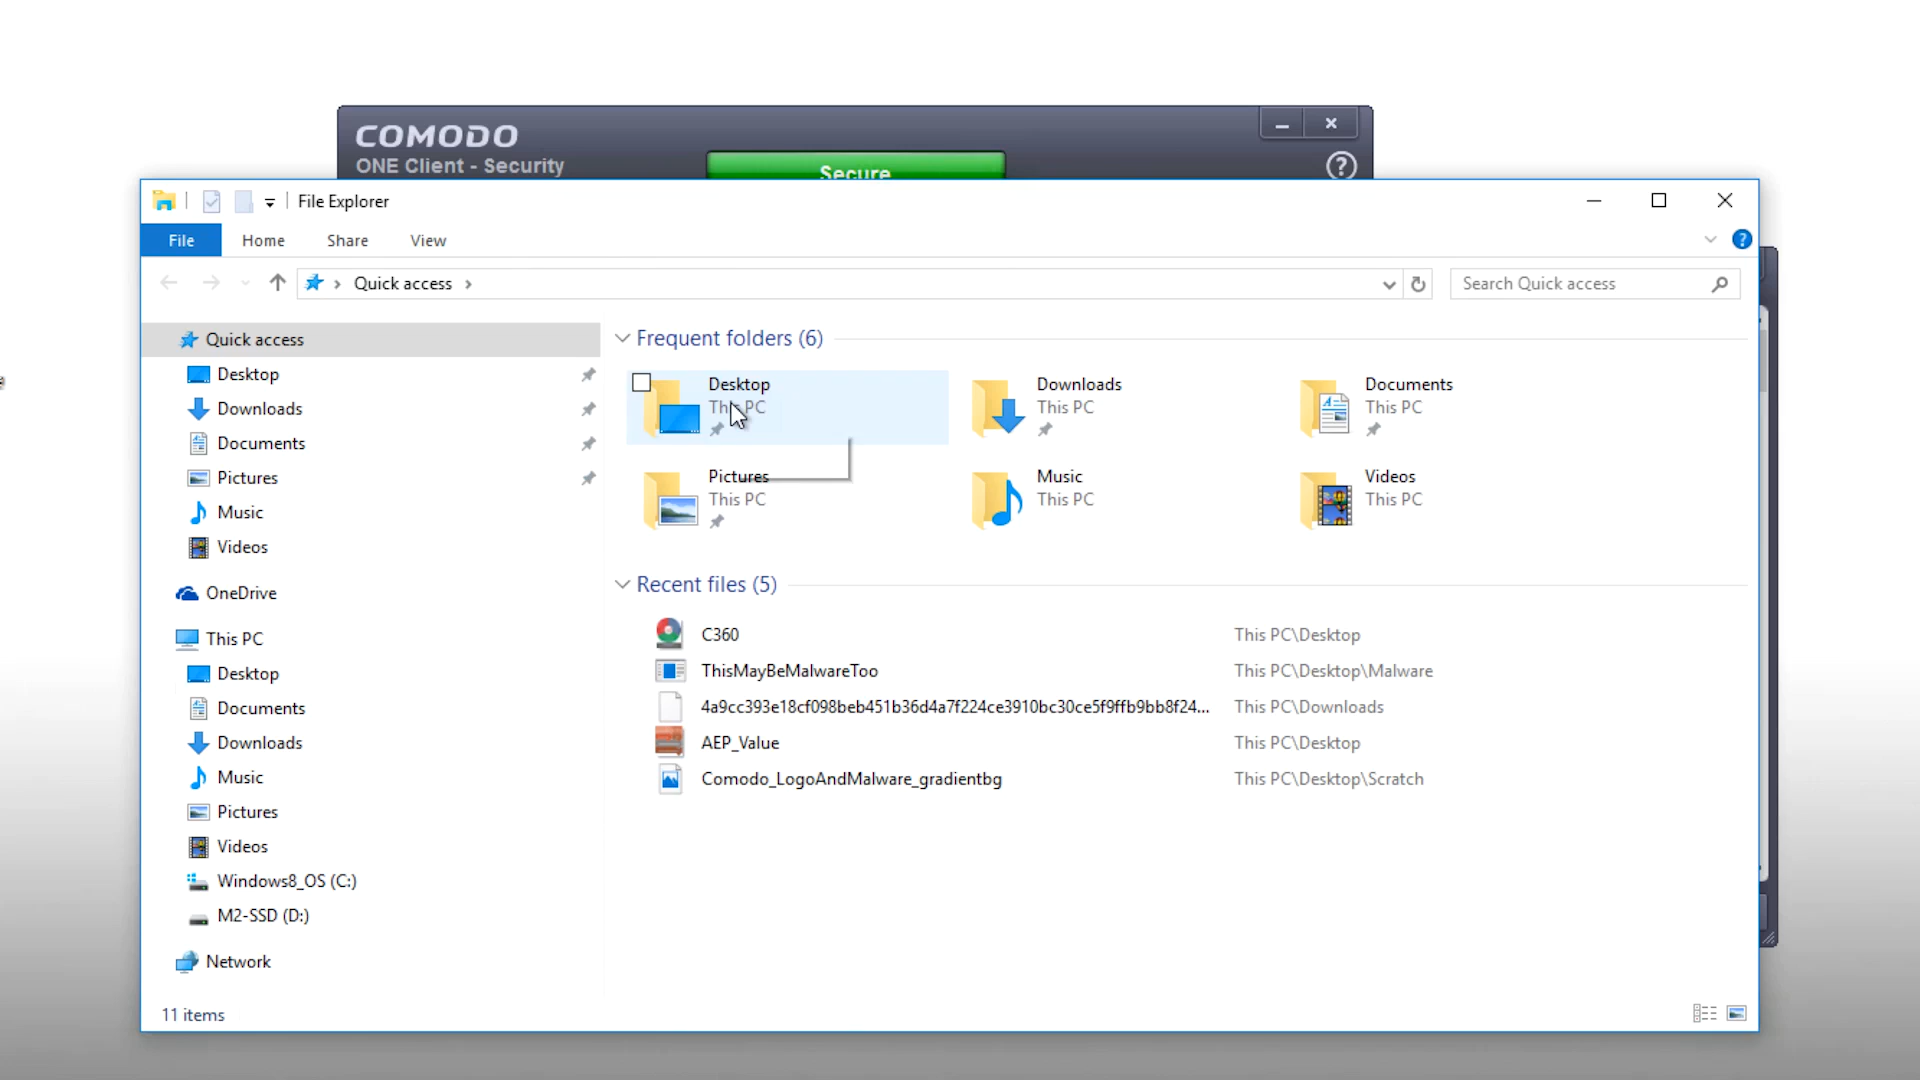 COMODO
ONE Client - Security
Secure
File Explorer
File Home Share View
Quick access
Search Quick access
Quick access
Desktop
Downloads
Documents
Pictures
Music
Videos
OneDrive
This PC
Desktop
Documents
Downloads
Music
Pictures
Videos
Windows8_OS (C:)
M2-SSD (D:)
Network
Frequent folders (6)
Desktop
This PC
Downloads
This PC
Documents
This PC
Pictures
This PC
Music
This PC
Videos
This PC
Recent files (5)
C360 This PC\Desktop
ThisMayBeMalwareToo This PC\Desktop\Malware
4a9cc393e18cf098beb451b36d4a7f224ce3910bc30ce5f9ffb9bb8f24... This PC\Downloads
AEP_Value This PC\Desktop
Comodo_LogoAndMalware_gradientbg This PC\Desktop\Scratch
11 items